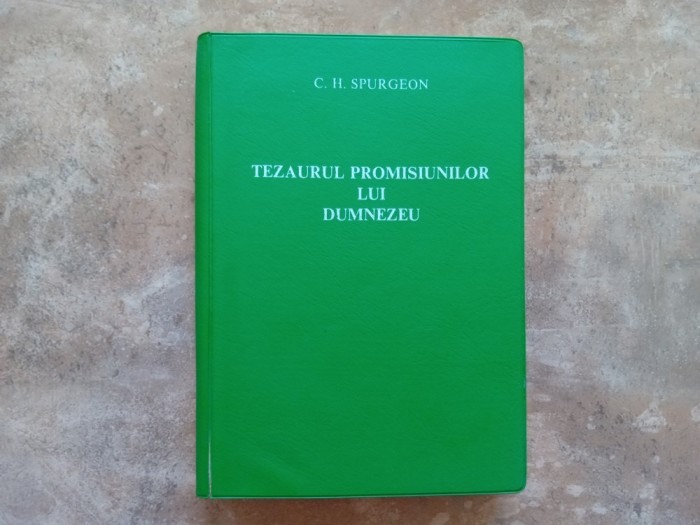 C. H. SPURGEON
TEZAURUL PROMISIUNILOR
LUI
DUMNEZEU